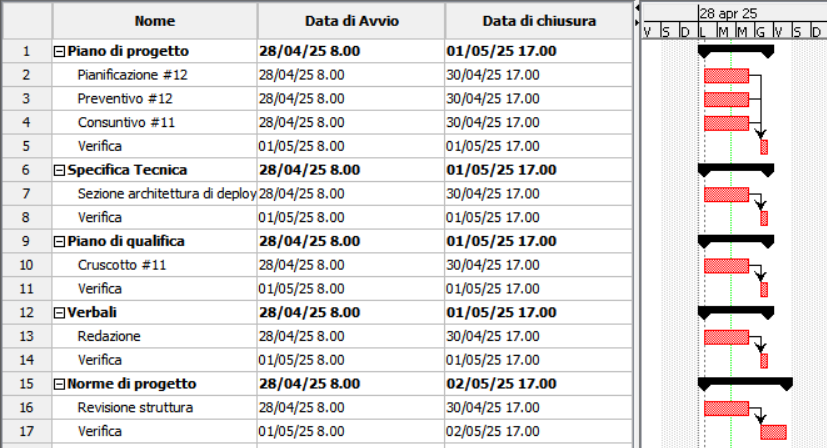 Nome Data di Avvio Data di chiusura 28 apr 25
V S D L M M G V S D
1 Piano di progetto 28/04/25 8.00 01/05/25 17.00
2 Pianificazione #12 28/04/25 8.00 30/04/25 17.00
3 Preventivo #12 28/04/25 8.00 30/04/25 17.00
4 Consuntivo #11 28/04/25 8.00 30/04/25 17.00
5 Verifica 01/05/25 8.00 01/05/25 17.00
6 Specifica Tecnica 28/04/25 8.00 01/05/25 17.00
7 Sezione architettura di deploy 28/04/25 8.00 30/04/25 17.00
8 Verifica 01/05/25 8.00 01/05/25 17.00
9 Piano di qualifica 28/04/25 8.00 01/05/25 17.00
10 Cruscotto #11 28/04/25 8.00 30/04/25 17.00
11 Verifica 01/05/25 8.00 01/05/25 17.00
12 Verbali 28/04/25 8.00 01/05/25 17.00
13 Redazione 28/04/25 8.00 30/04/25 17.00
14 Verifica 01/05/25 8.00 01/05/25 17.00
15 Norme di progetto 28/04/25 8.00 02/05/25 17.00
16 Revisione struttura 28/04/25 8.00 30/04/25 17.00
17 Verifica 01/05/25 8.00 02/05/25 17.00